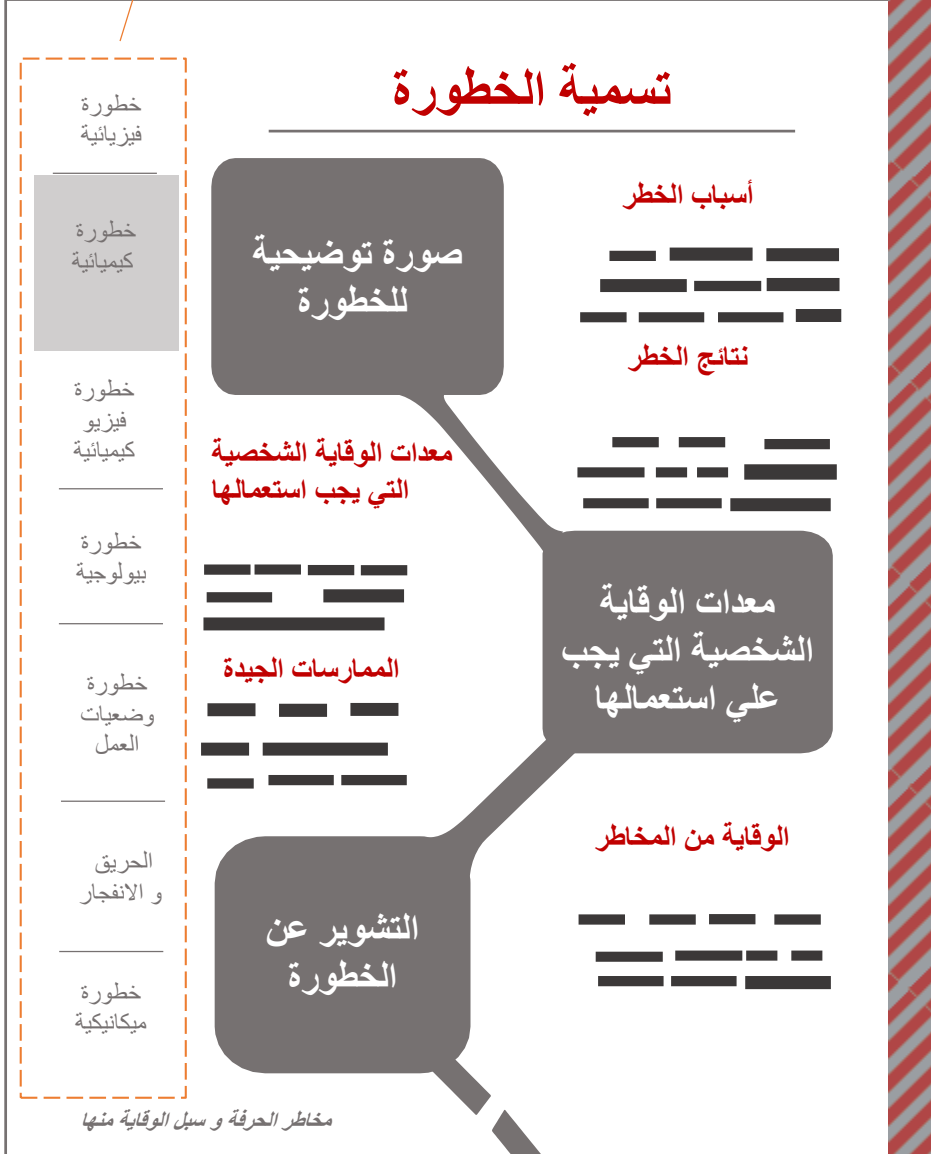 تسمية الخطورة
أسباب الخطر
صورة توضيحية
للخطورة
نتائج الخطر
معدات الوقاية الشخصية
التي يجب استعمالها
معدات الوقاية
الشخصية التي يجب
علي استعمالها
الممارسات الجيدة
الوقاية من المخاطر
التشوير عن
الخطورة
خطورة
فيزيائية
خطورة
كيميائية
خطورة
فيزيو
كيميائية
خطورة
بيولوجية
خطورة
وضعيات
العمل
الحريق
و الانفجار
خطورة
ميكانيكية
مخاطر الحرفة و سبل الوقاية منها